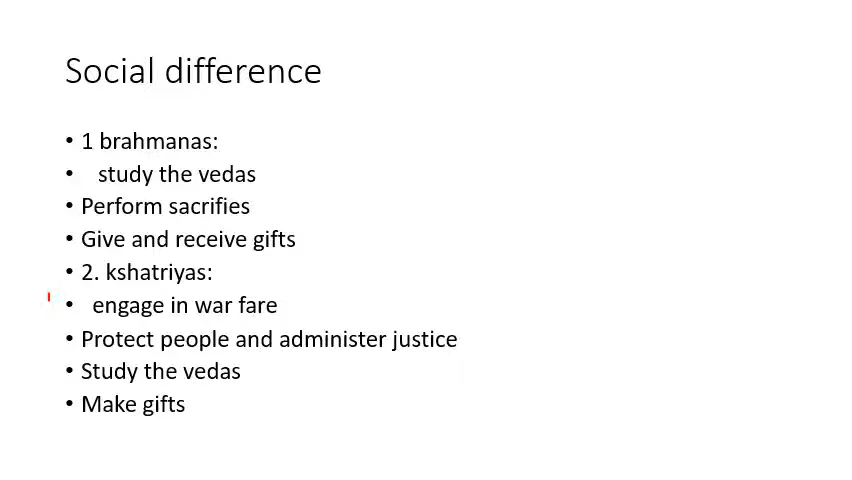 Social difference
• 1 brahmanas:
• study the vedas
• Perform sacrifies
• Give and receive gifts
• 2. kshatriyas:
• engage in war fare
• Protect people and administer justice
• Study the vedas
• Make gifts